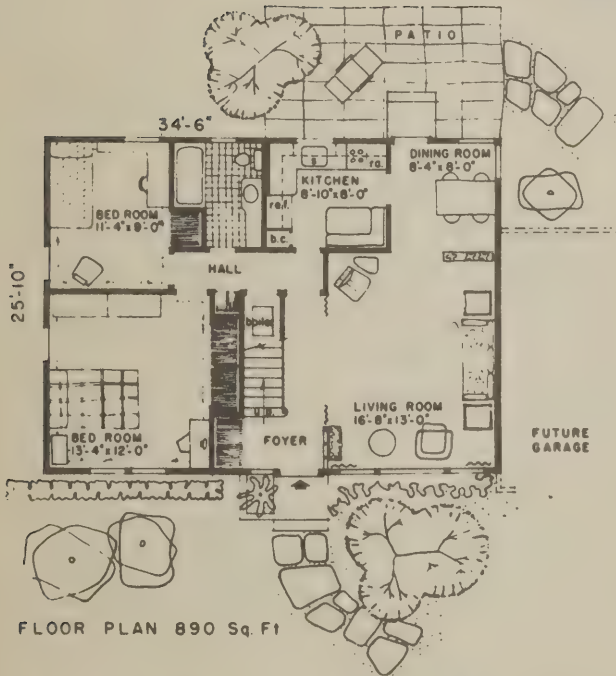 PATIO
34'-6"
DINING ROOM
8'-4"x8'-0"
s
ra.
KITCHEN
8'-10"x8'-0"
BED ROOM
11'-4"x9'-0"
ref.
b.c.
HALL
25'-10"
boiler
LIVING ROOM
16'-8"x13'-0"
BED ROOM
13'-4"x12'-0"
FOYER
FUTURE
GARAGE
FLOOR PLAN 890 Sq. Ft